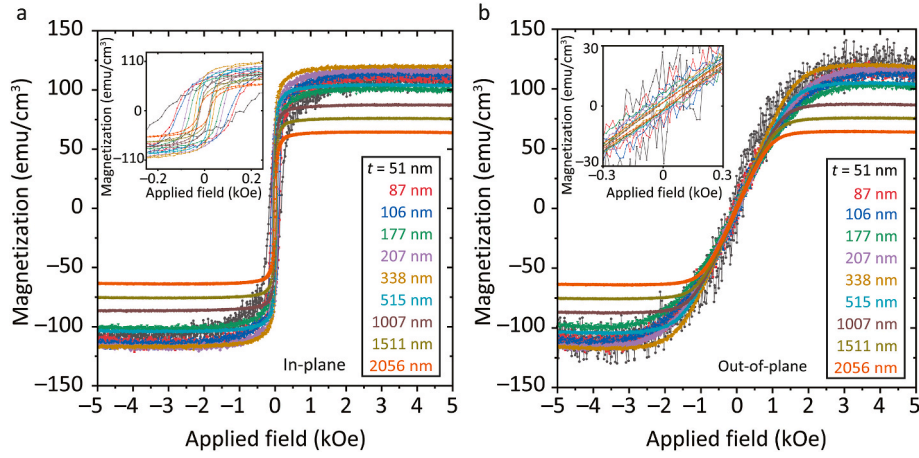 a
150
100
50
0
−50
−100
−150
Magnetization (emu/cm³)
−5 −4 −3 −2 −1 0 1 2 3 4 5
Applied field (kOe)
110
0
−110
Magnetization (emu/cm³)
−0.2 0 0.2
Applied field (kOe)
t = 51 nm
87 nm
106 nm
177 nm
207 nm
338 nm
515 nm
1007 nm
1511 nm
2056 nm
In-plane
b
150
100
50
0
−50
−100
−150
Magnetization (emu/cm³)
−5 −4 −3 −2 −1 0 1 2 3 4 5
Applied field (kOe)
30
0
−30
Magnetization (emu/cm³)
−0.3 0 0.3
Applied field (kOe)
t = 51 nm
87 nm
106 nm
177 nm
207 nm
338 nm
515 nm
1007 nm
1511 nm
2056 nm
Out-of-plane